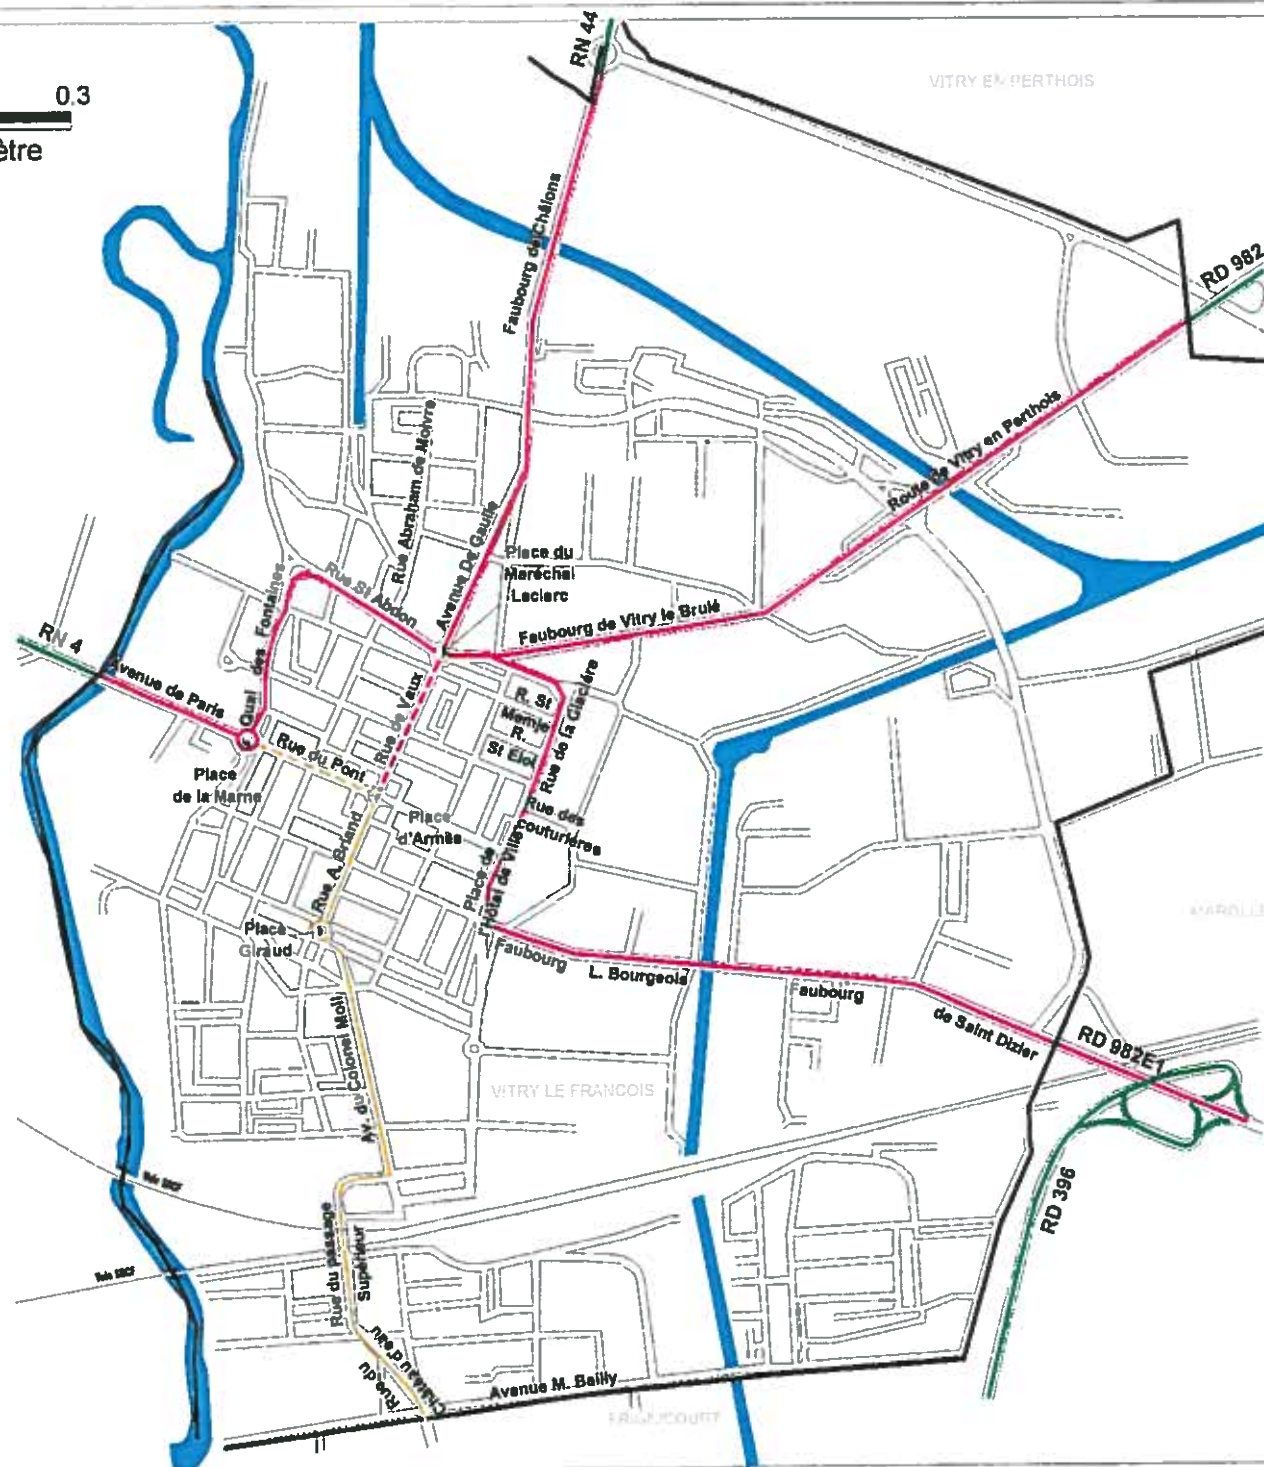 0.3
ètre
RN 44
VITRY EN PERTHOIS
RD 982
Faubourg de Châlons
Route de Vitry en Perthois
Rue Abraham de Moivre
Avenue De Gaulle
Place du
Maréchal
Leclerc
Rue St Abdon
Quai des Fontaines
Faubourg de Vitry le Brulé
RN 4
Avenue de Paris
Rue de Vaux
R. St
Memje
R.
St Eloi
Rue de la Glacière
Rue du Pont
Place
de la Marne
Place
d'Armes
Rue des
couturières
Rue A. Briand
Place de
l'Hôtel de Ville
Place
Giraud
Faubourg
L. Bourgeois
Faubourg
de Saint Dizier
RD 982E1
Av. du Colonel Moll
VITRY LE FRANCOIS
RD 396
Voie SNCF
Voie SNCF
Rue du passage
Supérieur
Rue du
Château d'eau
Avenue M. Bailly